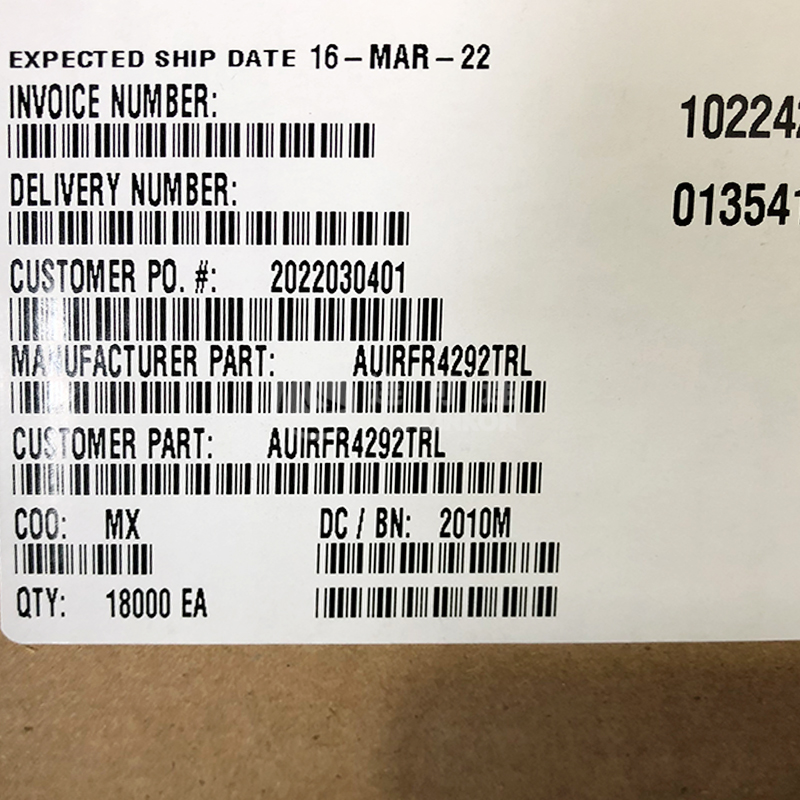 EXPECTED SHIP DATE 16-MAR-22
INVOICE NUMBER: 
DELIVERY NUMBER: 013541
CUSTOMER PO. #: 2022030401
MANUFACTURER PART: AUIRFR4292TRL
CUSTOMER PART: AUIRFR4292TRL
COO: MX DC / BN: 2010M
QTY: 18000 EA